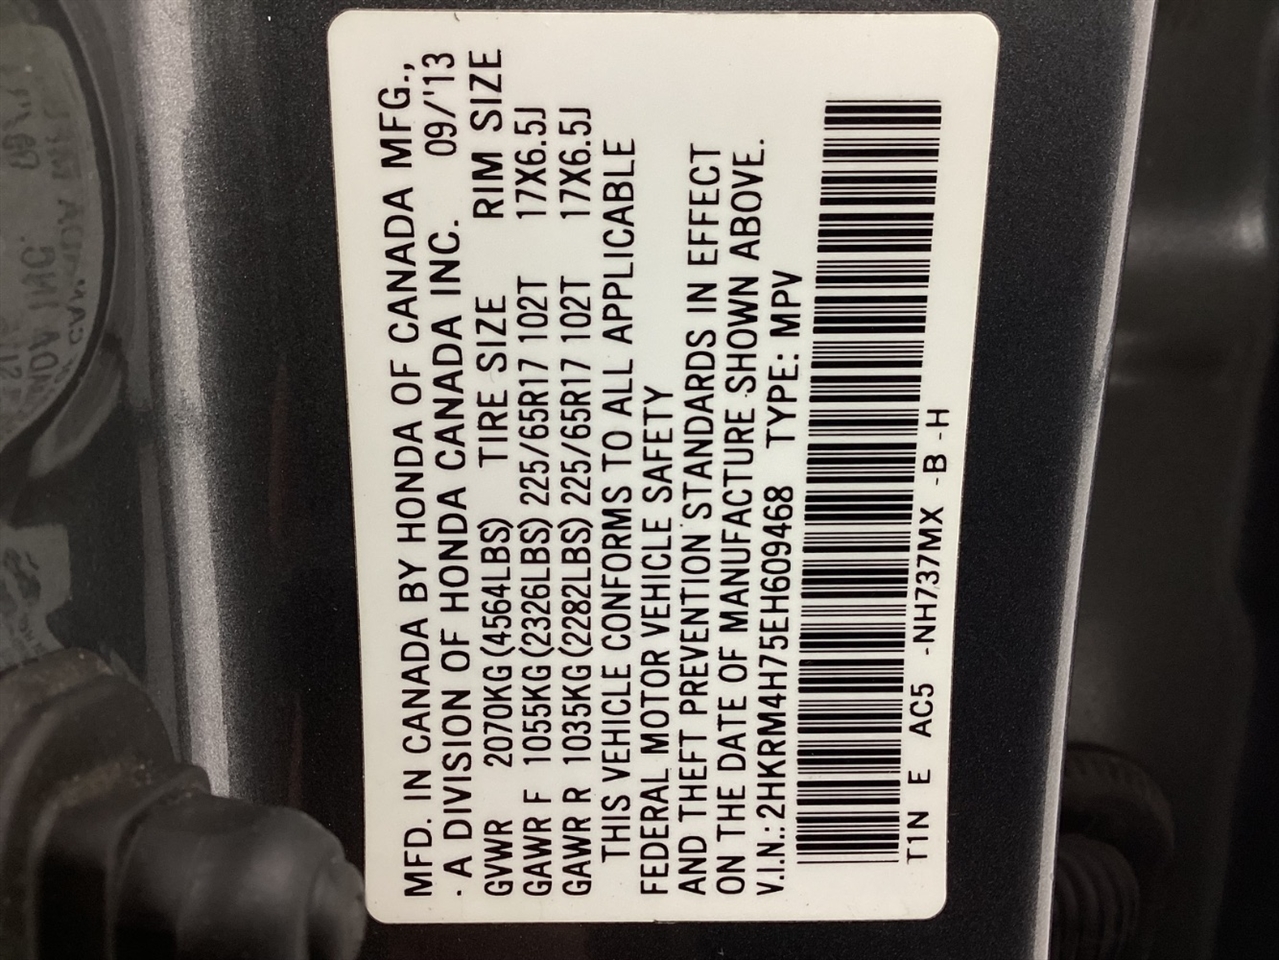 MFD. IN CANADA BY HONDA OF CANADA MFG.,
· A DIVISION OF HONDA CANADA INC. 09/'13
GVWR 2070KG (4564LBS) TIRE SIZE RIM SIZE
GAWR F 1055KG (2326LBS) 225/65R17 102T 17X6.5J
GAWR R 1035KG (2282LBS) 225/65R17 102T 17X6.5J
THIS VEHICLE CONFORMS TO ALL APPLICABLE
FEDERAL MOTOR VEHICLE SAFETY
AND THEFT PREVENTION STANDARDS IN EFFECT
ON THE DATE OF MANUFACTURE SHOWN ABOVE.
V.I.N.: 2HKRM4H75EH609468 TYPE: MPV
T1N E AC5 -NH737MX -B -H